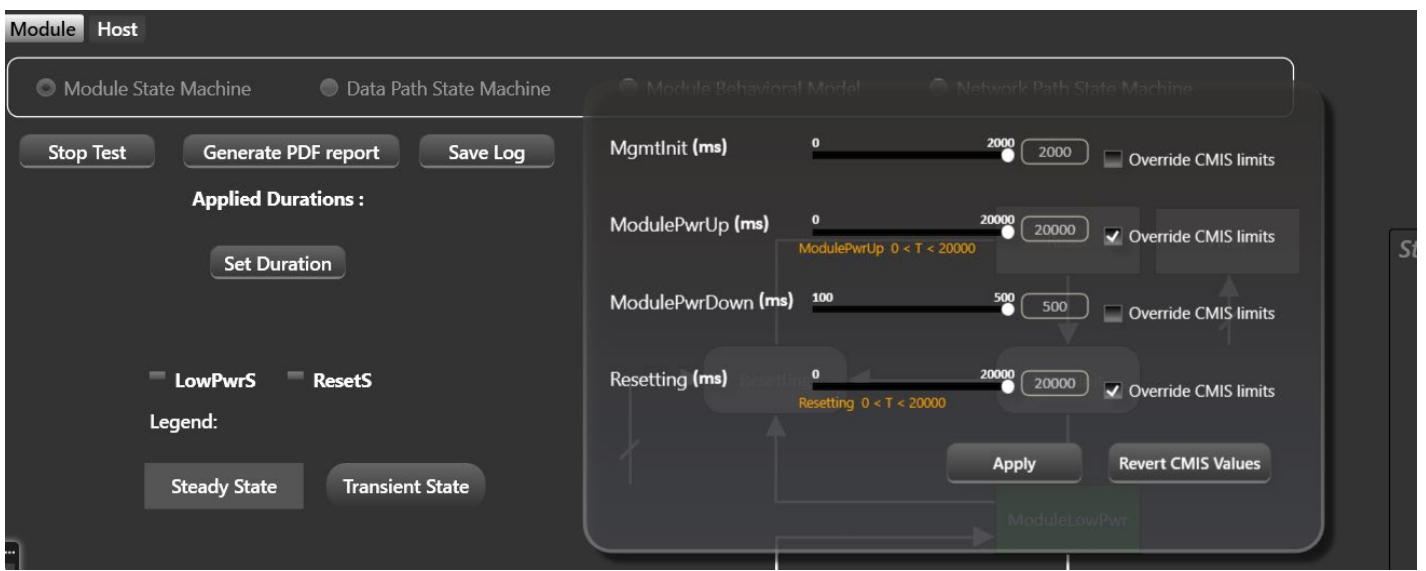 Module Host
Module State Machine Data Path State Machine Module Behavioral Model Network Path State Machine
Stop Test Generate PDF report Save Log
Applied Durations :
Set Duration
LowPwrS ResetS
Legend:
Steady State Transient State
MgmtInit (ms) 0 2000 2000 Override CMIS limits
ModulePwrUp (ms) 0 20000 20000 Override CMIS limits
ModulePwrUp 0 < T < 20000
ModulePwrDown (ms) 100 500 500 Override CMIS limits
Resetting (ms) Resetting 0 20000 20000 Override CMIS limits
Resetting 0 < T < 20000
Apply Revert CMIS Values
ModuleLowPwr
St